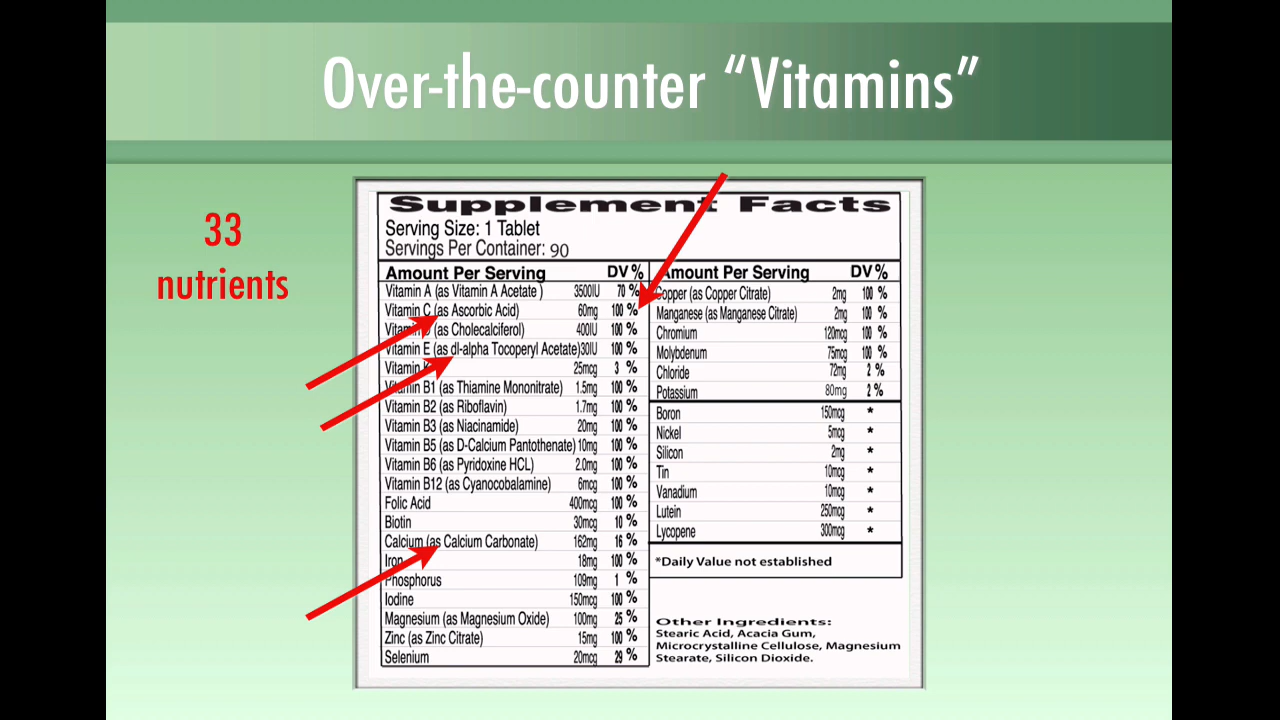 Over-the-counter “Vitamins”
33
nutrients
Supplement Facts
Serving Size: 1 Tablet
Servings Per Container: 90
Amount Per Serving DV%
Vitamin A (as Vitamin A Acetate ) 3500IU 70 %
Vitamin C (as Ascorbic Acid) 60mg 100 %
Vitamin D (as Cholecalciferol) 400IU 100 %
Vitamin E (as dl-alpha Tocoperyl Acetate) 30IU 100 %
Vitamin K 25mcg 3 %
Vitamin B1 (as Thiamine Mononitrate) 1.5mg 100 %
Vitamin B2 (as Riboflavin) 1.7mg 100 %
Vitamin B3 (as Niacinamide) 20mg 100 %
Vitamin B5 (as D-Calcium Pantothenate) 10mg 100 %
Vitamin B6 (as Pyridoxine HCL) 2.0mg 100 %
Vitamin B12 (as Cyanocobalamine) 6mcg 100 %
Folic Acid 400mcg 100 %
Biotin 30mcg 10 %
Calcium (as Calcium Carbonate) 162mg 16 %
Iron 18mg 100 %
Phosphorus 109mg 1 %
Iodine 150mcg 100 %
Magnesium (as Magnesium Oxide) 100mg 25 %
Zinc (as Zinc Citrate) 15mg 100 %
Selenium 20mcg 29 %
Amount Per Serving DV%
Copper (as Copper Citrate) 2mg 100 %
Manganese (as Manganese Citrate) 2mg 100 %
Chromium 120mcg 100 %
Molybdenum 75mcg 100 %
Chloride 72mg 2 %
Potassium 80mg 2 %
Boron 150mcg *
Nickel 5mcg *
Silicon 2mg *
Tin 10mcg *
Vanadium 10mcg *
Lutein 250mcg *
Lycopene 300mcg *
*Daily Value not established
Other Ingredients:
Stearic Acid, Acacia Gum,
Microcrystalline Cellulose, Magnesium
Stearate, Silicon Dioxide.